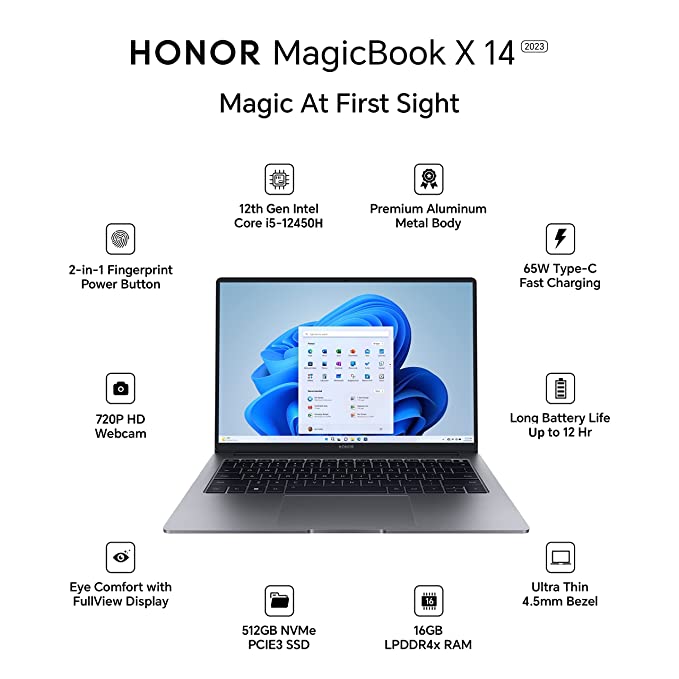 HONOR MagicBook X 14 2023
Magic At First Sight
12th Gen Intel
Core i5-12450H
Premium Aluminum
Metal Body
2-in-1 Fingerprint
Power Button
65W Type-C
Fast Charging
720P HD
Webcam
Long Battery Life
Up to 12 Hr
HONOR
Eye Comfort with
FullView Display
Ultra Thin
4.5mm Bezel
512GB NVMe
PCIE3 SSD
16
16GB
LPDDR4x RAM